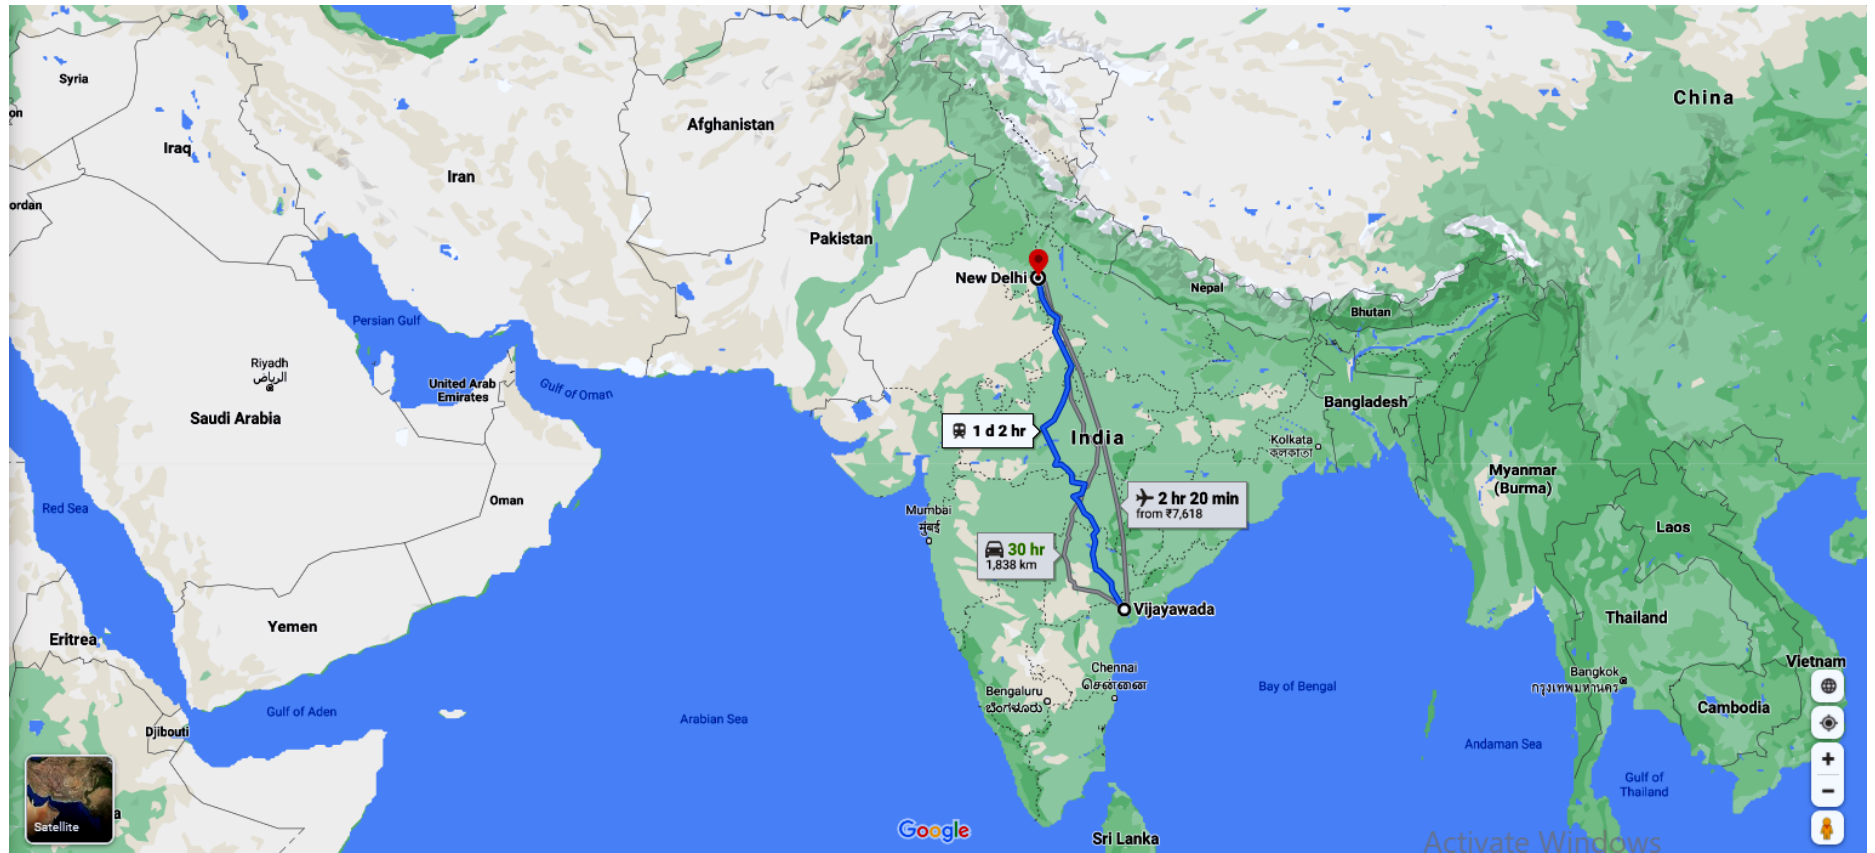 Syria
China
on
Afghanistan
Iraq
Iran
ordan
Pakistan
New Delhi
Nepal
Bhutan
Persian Gulf
Riyadh
الرياض
United Arab
Emirates
Gulf of Oman
Saudi Arabia
Bangladesh
1 d 2 hr
India
Kolkata
কলকাতা
Myanmar
(Burma)
Oman
2 hr 20 min
from ₹7,618
Red Sea
Mumbai
मुंबई
Laos
30 hr
1,838 km
Vijayawada
Yemen
Thailand
Eritrea
Vietnam
Chennai
சென்னை
Bangkok
กรุงเทพมหานคร
Bay of Bengal
Bengaluru
ಬೆಂಗಳೂರು
Cambodia
Gulf of Aden
Arabian Sea
Djibouti
Andaman Sea
Gulf of
Thailand
a
Satellite
Google
Sri Lanka
Activate Windows